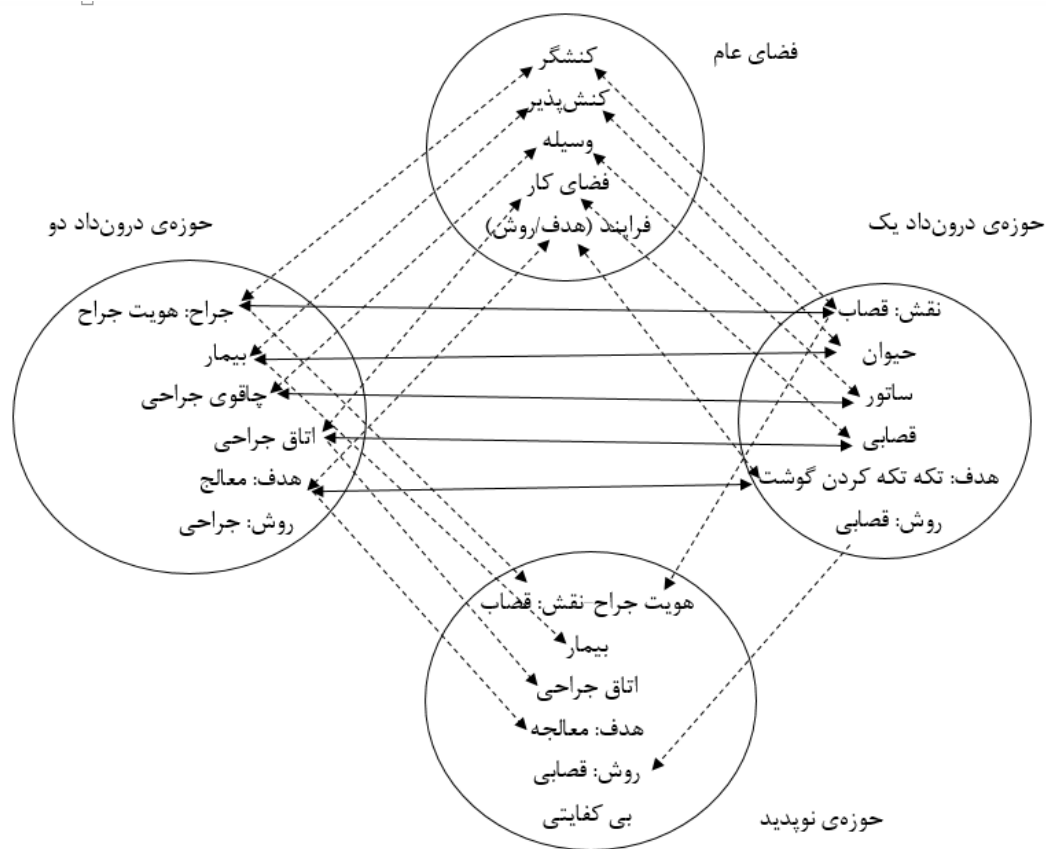 فضای عام
کنشگر
کنش‌پذیر
وسیله
فضای کار
فرایند (هدف/روش)
حوزه‌ی درون‌داد یک
نقش: قصاب
حیوان
ساتور
قصابی
هدف: تکه تکه کردن گوشت
روش: قصابی
حوزه‌ی درون‌داد دو
جراح: هویت جراح
بیمار
چاقوی جراحی
اتاق جراحی
هدف: معالج
روش: جراحی
هویت جراح نقش: قصاب
بیمار
اتاق جراحی
هدف: معالجه
روش: قصابی
بی کفایتی
حوزه‌ی نوپدید